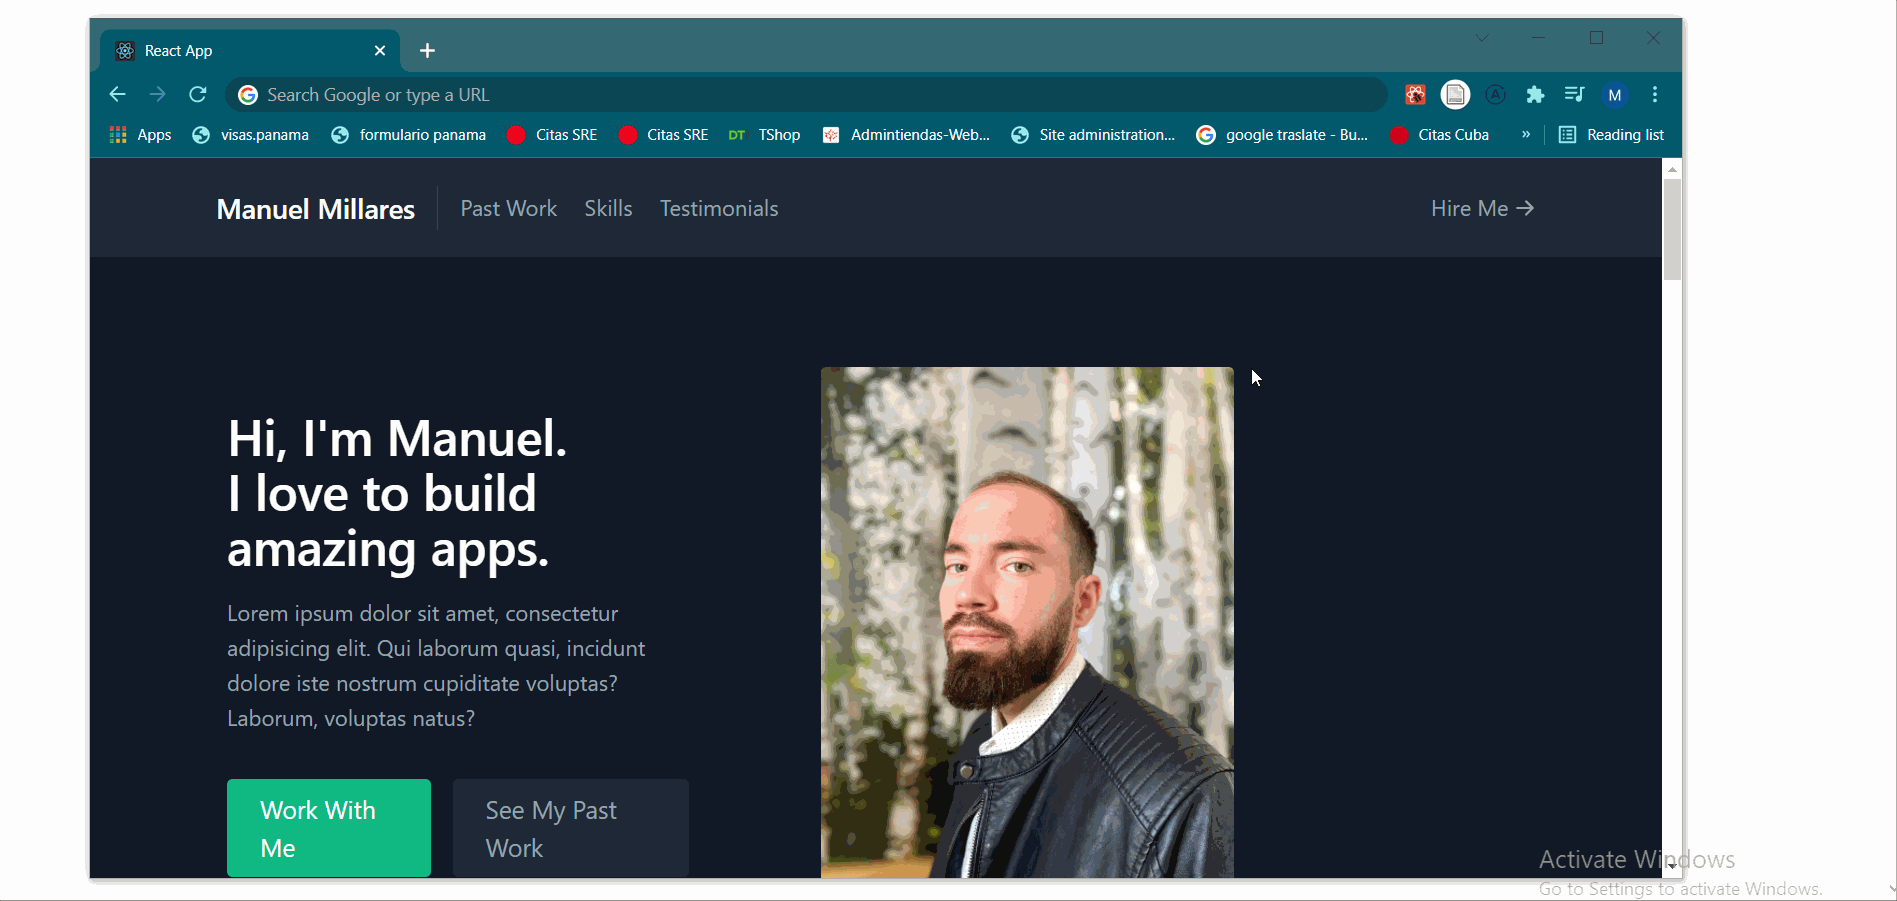 React App
Search Google or type a URL
Apps visas.panama formulario panama Citas SRE Citas SRE DT TShop Admintiendas-Web... Site administration... google traslate - Bu... Citas Cuba » Reading list
Manuel Millares Past Work Skills Testimonials Hire Me →
Hi, I'm Manuel.
I love to build
amazing apps.
Lorem ipsum dolor sit amet, consectetur
adipisicing elit. Qui laborum quasi, incidunt
dolore iste nostrum cupiditate voluptas?
Laborum, voluptas natus?
Work With
Me
See My Past
Work
Activate Windows
Go to Settings to activate Windows.